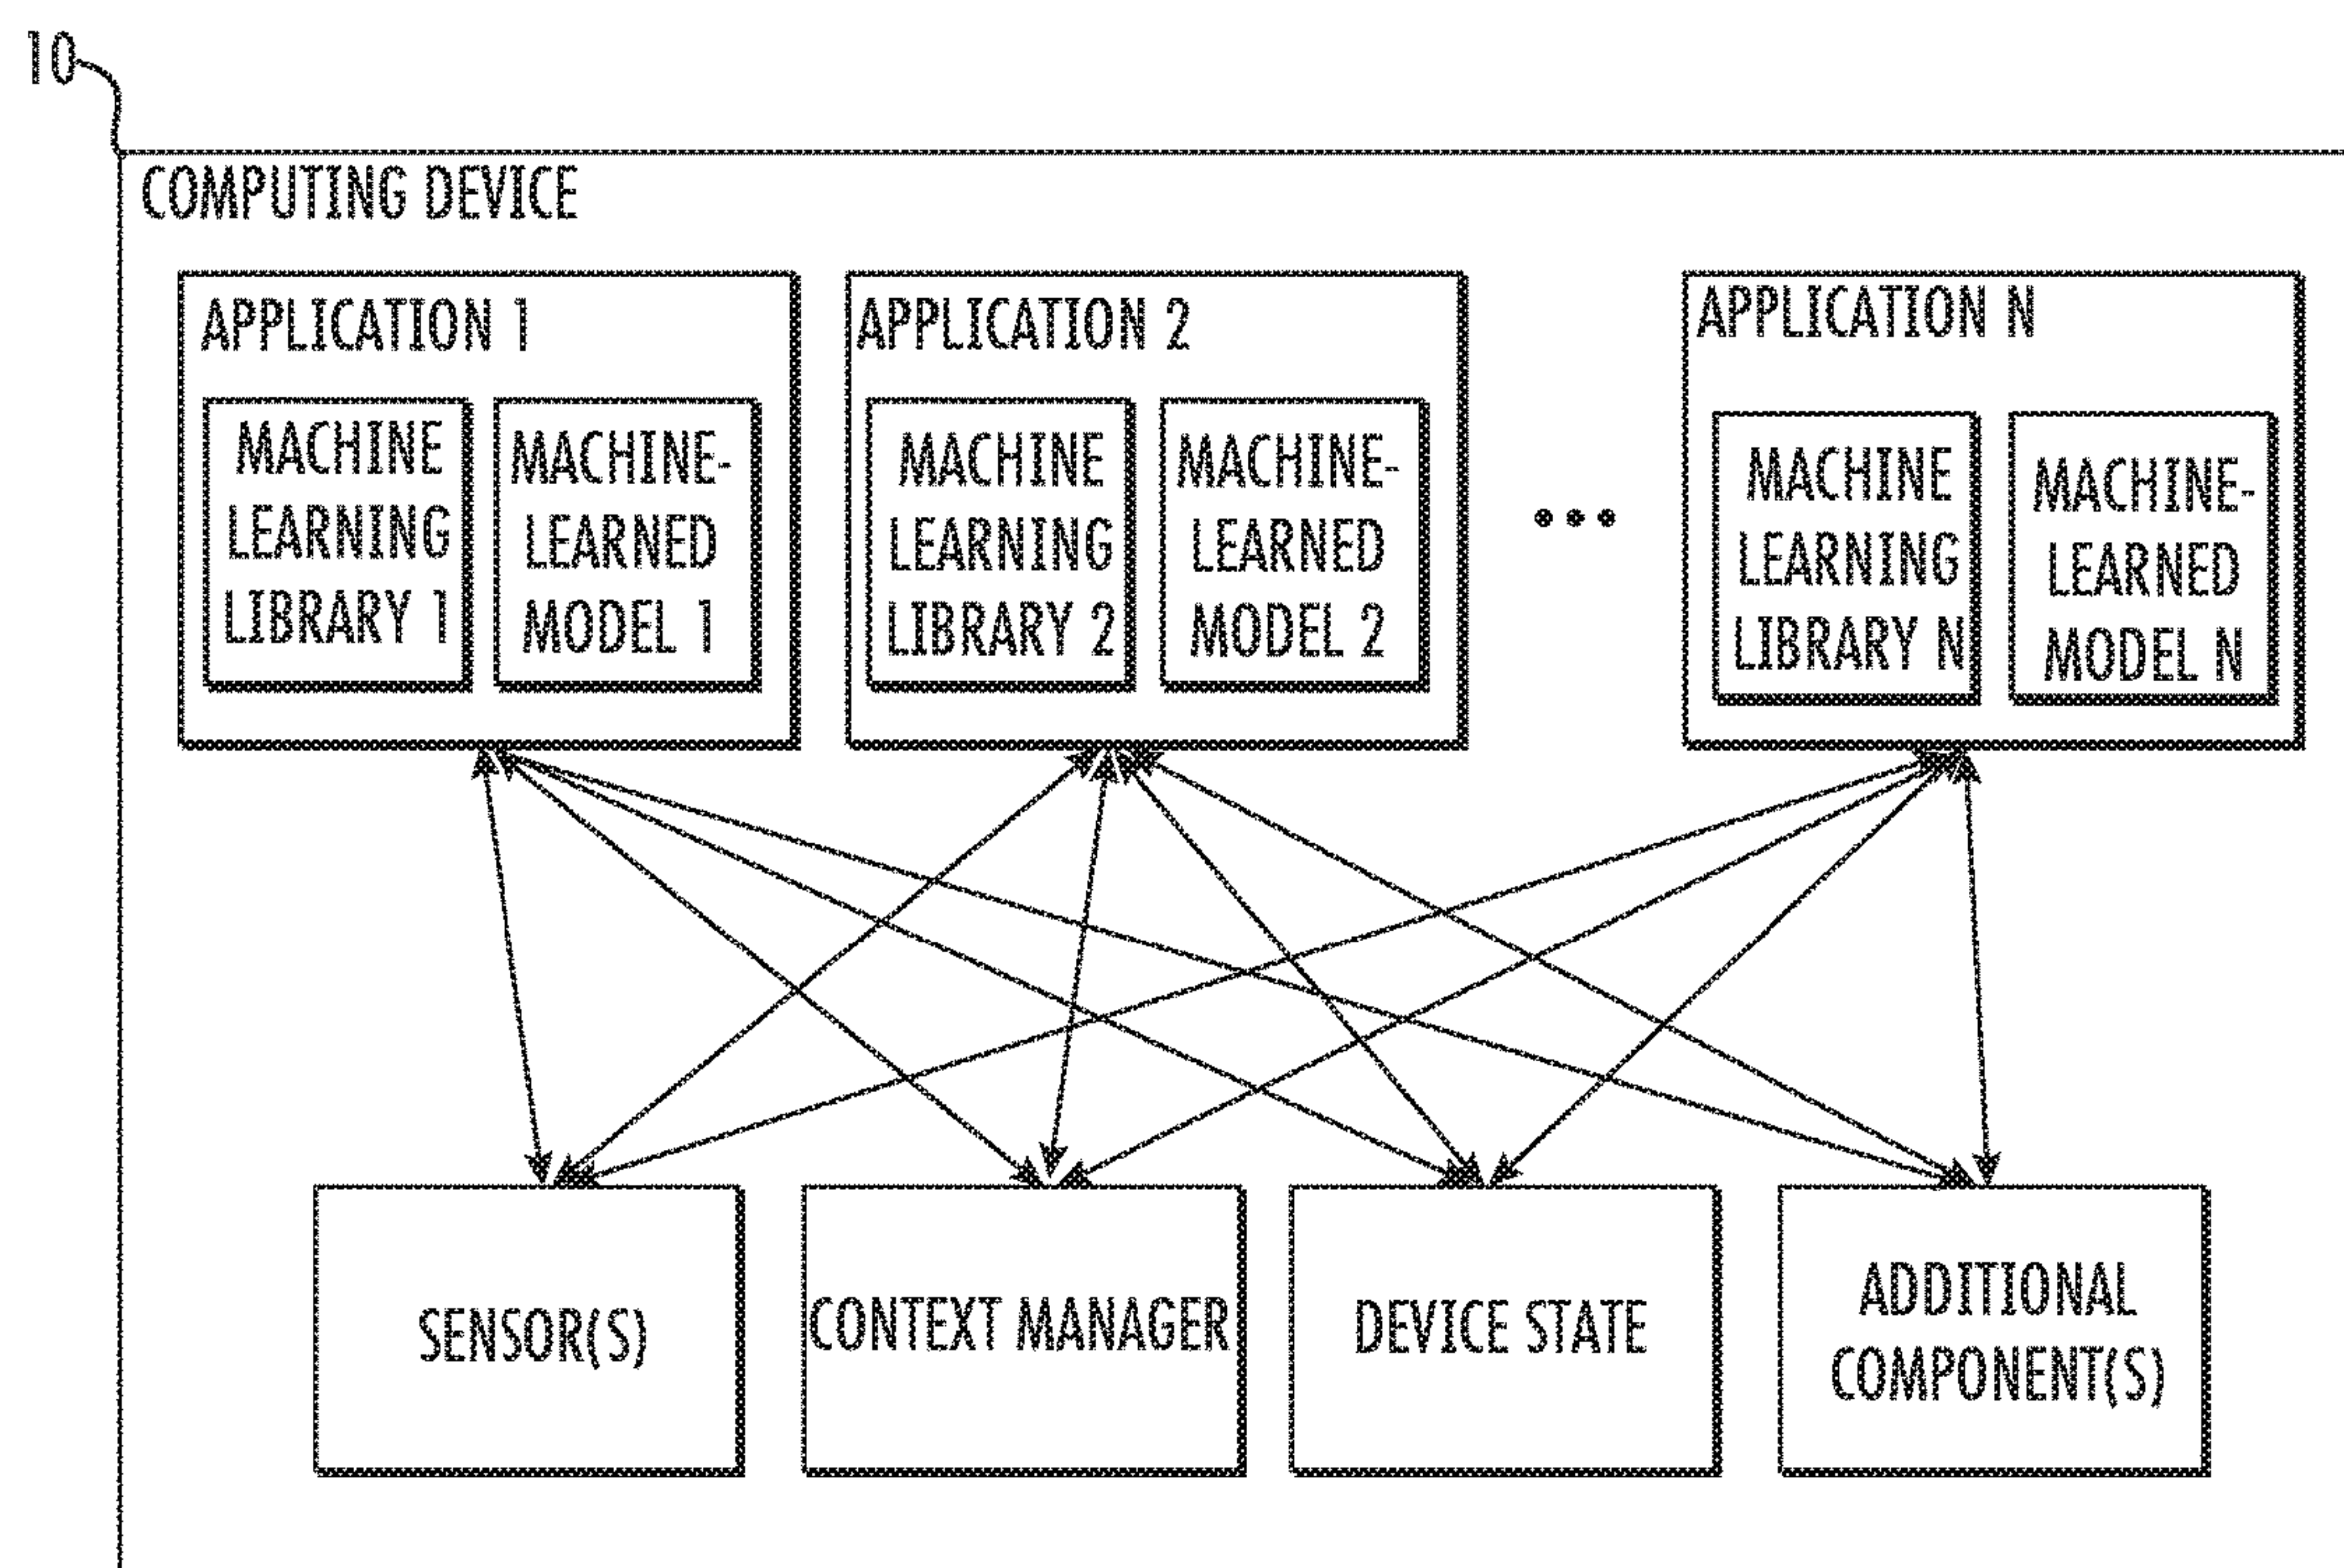 10
COMPUTING DEVICE
APPLICATION 1
MACHINE
LEARNING
LIBRARY 1
MACHINE-
LEARNED
MODEL 1
APPLICATION 2
MACHINE
LEARNING
LIBRARY 2
MACHINE-
LEARNED
MODEL 2
•••
APPLICATION N
MACHINE
LEARNING
LIBRARY N
MACHINE-
LEARNED
MODEL N
SENSOR(S)
CONTEXT MANAGER
DEVICE STATE
ADDITIONAL
COMPONENT(S)